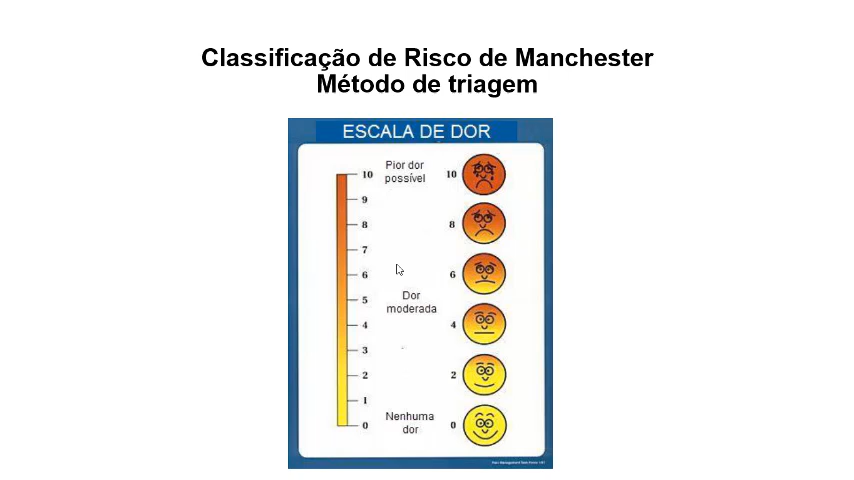 Classificação de Risco de Manchester
Método de triagem
ESCALA DE DOR
10
Pior dor
possível
10
9
8
8
7
6
6
5
Dor
moderada
4
4
3
2
2
1
0
Nenhuma
dor
0